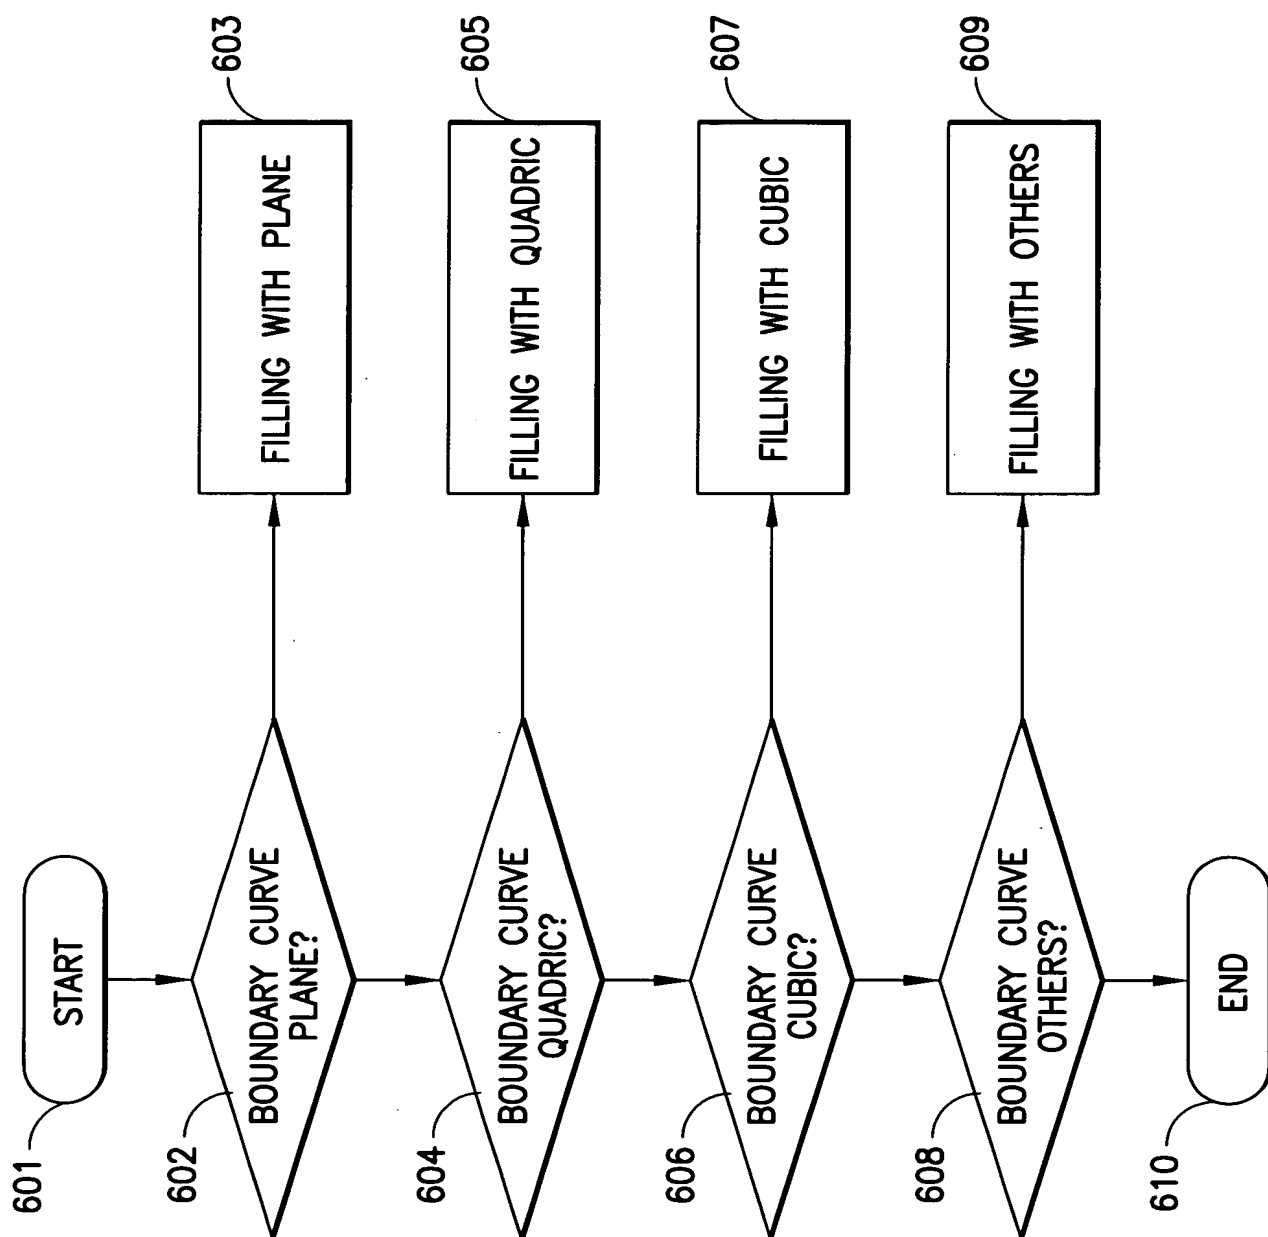 601
START
602
BOUNDARY CURVE
PLANE?
FILLING WITH PLANE
603
604
BOUNDARY CURVE
QUADRIC?
FILLING WITH QUADRIC
605
606
BOUNDARY CURVE
CUBIC?
FILLING WITH CUBIC
607
608
BOUNDARY CURVE
OTHERS?
FILLING WITH OTHERS
609
610
END